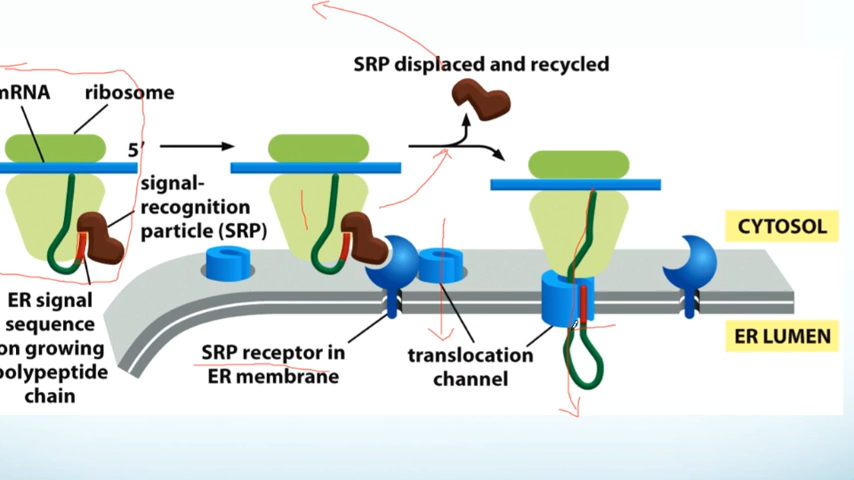 SRP displaced and recycled
mRNA
ribosome
5'
signal-
recognition
particle (SRP)
CYTOSOL
ER signal
sequence
on growing
polypeptide
chain
SRP receptor in
ER membrane
translocation
channel
ER LUMEN